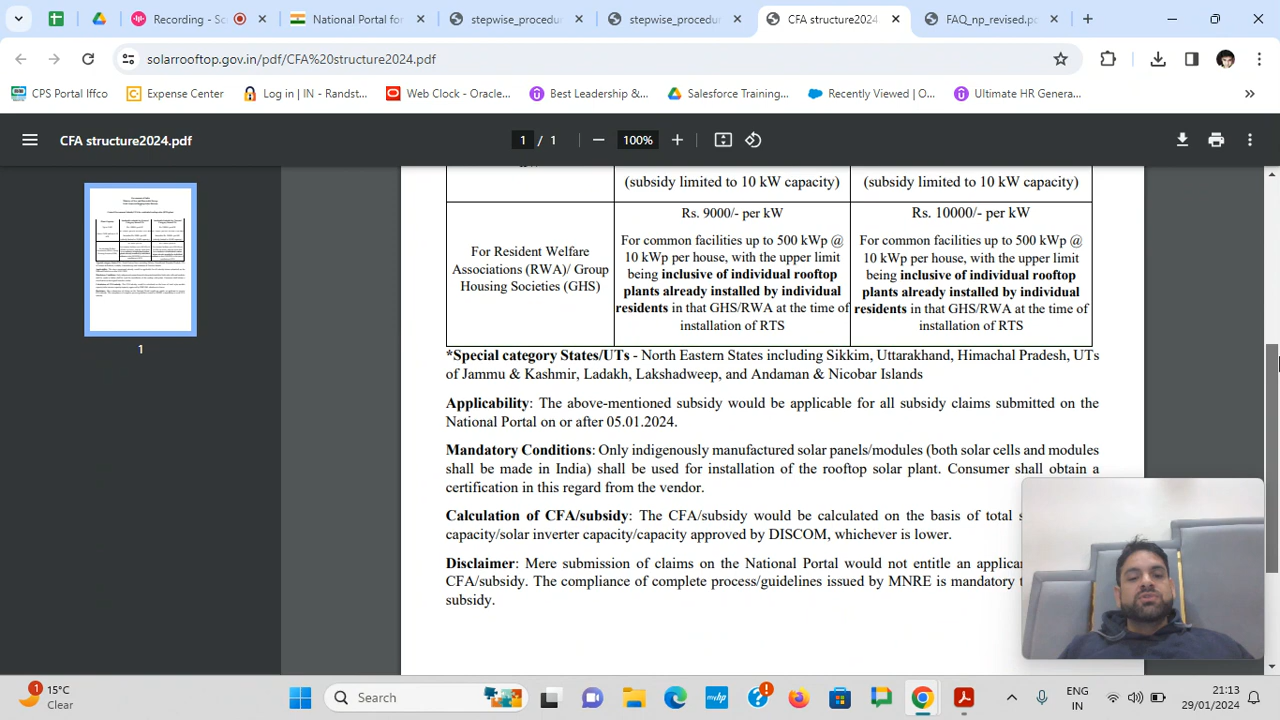 Recording - Sc
National Portal for
stepwise_procedur
stepwise_procedur
CFA structure2024
FAQ_np_revised.pd
solarrooftop.gov.in/pdf/CFA%20structure2024.pdf
CPS Portal Iffco
Expense Center
Log in | IN - Randst...
Web Clock - Oracle...
Best Leadership &...
Salesforce Training...
Recently Viewed | O...
Ultimate HR Genera...
CFA structure2024.pdf
1 / 1
100%
(subsidy limited to 10 kW capacity)
(subsidy limited to 10 kW capacity)
For Resident Welfare
Associations (RWA)/ Group
Housing Societies (GHS)
Rs. 9000/- per kW
For common facilities up to 500 kWp @
10 kWp per house, with the upper limit
being inclusive of individual rooftop
plants already installed by individual
residents in that GHS/RWA at the time of
installation of RTS
Rs. 10000/- per kW
For common facilities up to 500 kWp @
10 kWp per house, with the upper limit
being inclusive of individual rooftop
plants already installed by individual
residents in that GHS/RWA at the time of
installation of RTS
*Special category States/UTs - North Eastern States including Sikkim, Uttarakhand, Himachal Pradesh, UTs
of Jammu & Kashmir, Ladakh, Lakshadweep, and Andaman & Nicobar Islands
Applicability: The above-mentioned subsidy would be applicable for all subsidy claims submitted on the
National Portal on or after 05.01.2024.
Mandatory Conditions: Only indigenously manufactured solar panels/modules (both solar cells and modules
shall be made in India) shall be used for installation of the rooftop solar plant. Consumer shall obtain a
certification in this regard from the vendor.
Calculation of CFA/subsidy: The CFA/subsidy would be calculated on the basis of total s
capacity/solar inverter capacity/capacity approved by DISCOM, whichever is lower.
Disclaimer: Mere submission of claims on the National Portal would not entitle an applica
CFA/subsidy. The compliance of complete process/guidelines issued by MNRE is mandatory
subsidy.
1
1
15°C
Clear
Search
ENG
IN
21:13
29/01/2024